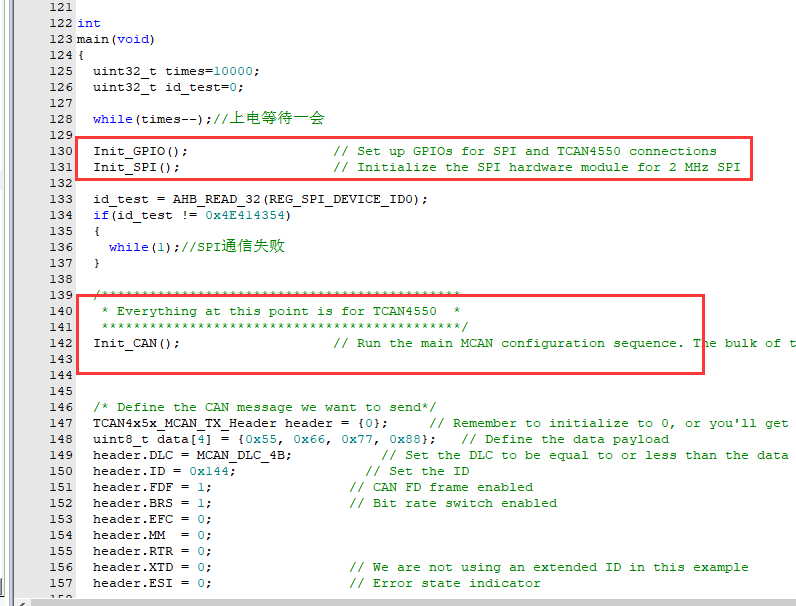 121
122 int
123 main(void)
124 {
125 uint32_t times=10000;
126 uint32_t id_test=0;
127
128 while(times--);//上电等待一会
129
130 Init_GPIO(); // Set up GPIOs for SPI and TCAN4550 connections
131 Init_SPI(); // Initialize the SPI hardware module for 2 MHz SPI
132
133 id_test = AHB_READ_32(REG_SPI_DEVICE_ID0);
134 if(id_test != 0x4E414354)
135 {
136 while(1);//SPI通信失败
137 }
138
139 /*********************************************
140 * Everything at this point is for TCAN4550 *
141 *********************************************/
142 Init_CAN(); // Run the main MCAN configuration sequence. The bulk of t
143
144
145
146 /* Define the CAN message we want to send*/
147 TCAN4x5x_MCAN_TX_Header header = {0}; // Remember to initialize to 0, or you'll get
148 uint8_t data[4] = {0x55, 0x66, 0x77, 0x88}; // Define the data payload
149 header.DLC = MCAN_DLC_4B; // Set the DLC to be equal to or less than the data
150 header.ID = 0x144; // Set the ID
151 header.FDF = 1; // CAN FD frame enabled
152 header.BRS = 1; // Bit rate switch enabled
153 header.EFC = 0;
154 header.MM = 0;
155 header.RTR = 0;
156 header.XTD = 0; // We are not using an extended ID in this example
157 header.ESI = 0; // Error state indicator